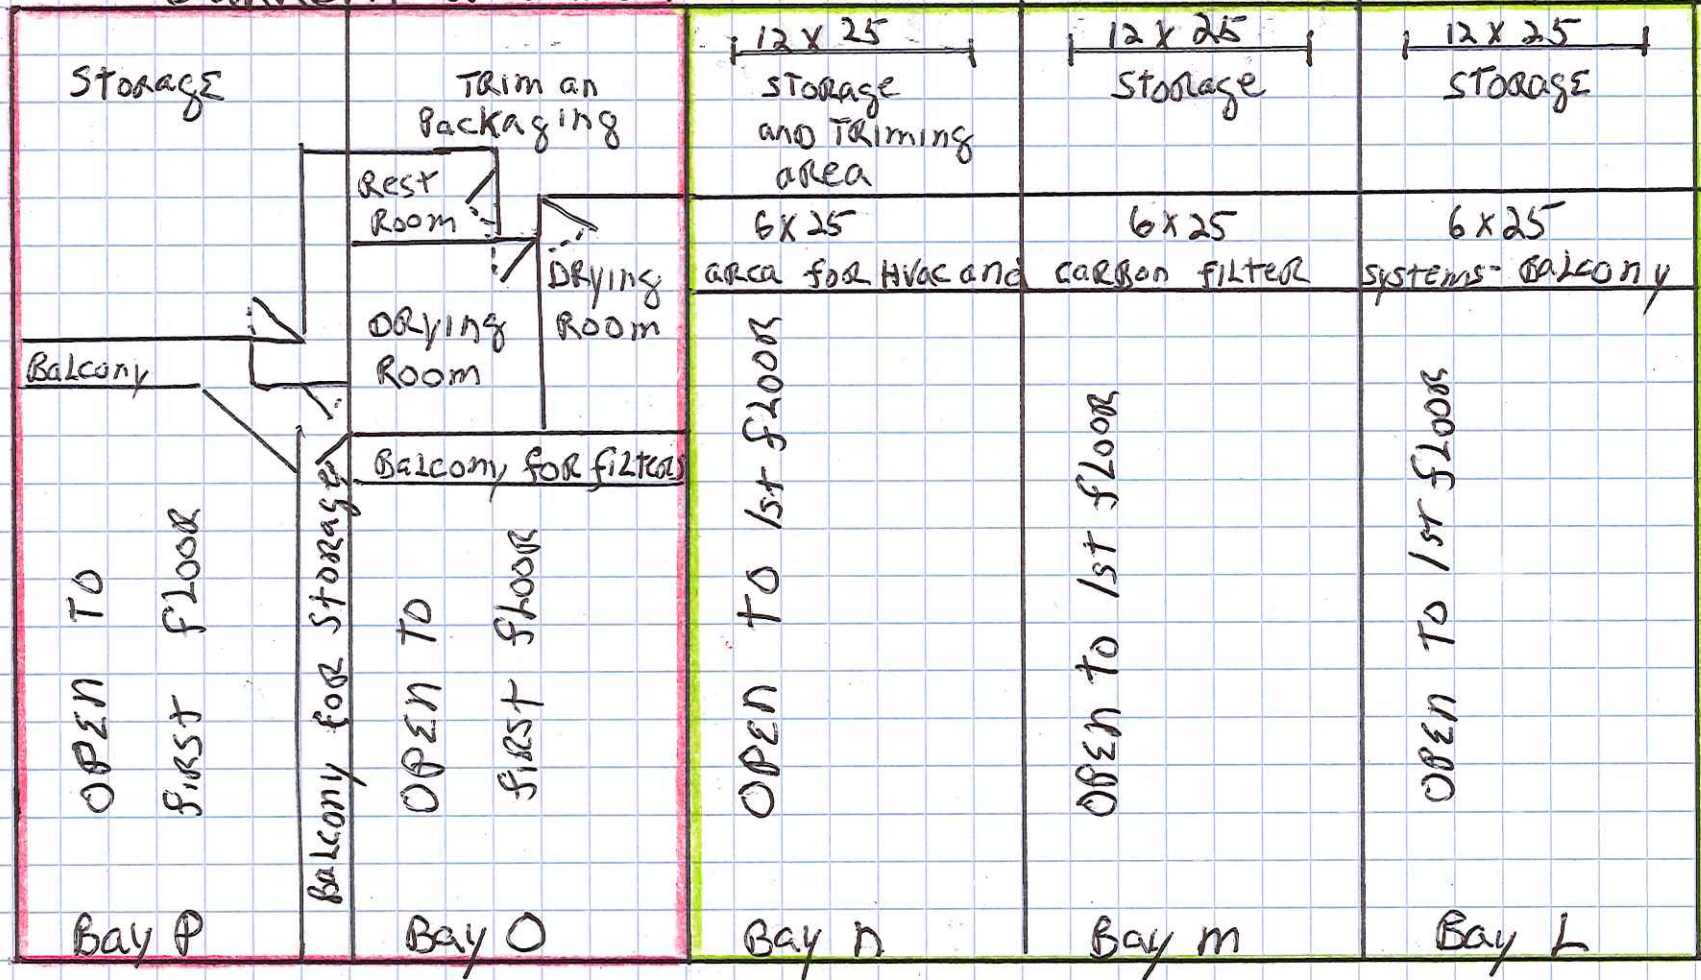 Storage
Trim an
Packaging
Rest
Room
Drying
Room
Drying
Room
Balcony
Balcony for filters
Balcony for Storage
OPEN TO
first floor
OPEN TO
first floor
Bay P
Bay O
12 x 25
Storage
and Triming
area
6 x 25
area for Hvac and
OPEN TO 1st floor
Bay n
12 x 25
Storage
6 x 25
carbon filter
OPEN to 1st floor
Bay m
12 x 25
Storage
6 x 25
systems- Balcony
OPEN TO 1st floor
Bay L